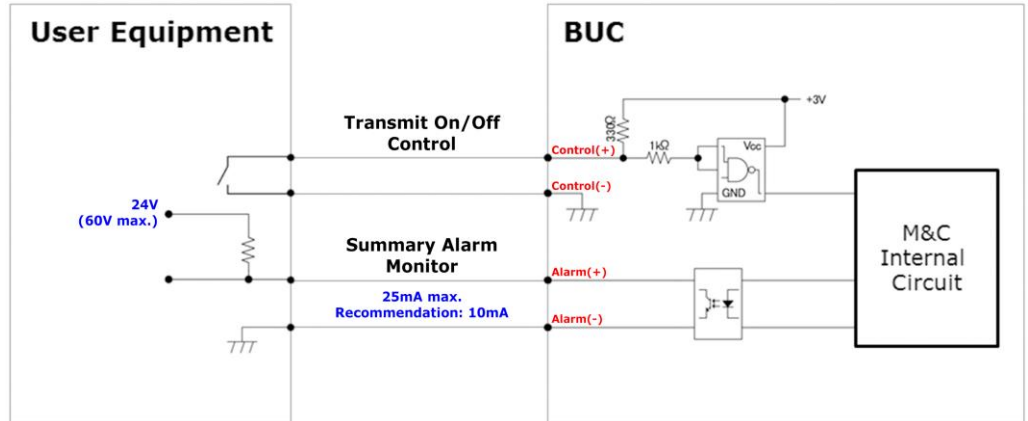 User Equipment
BUC
+3V
330Ω
Transmit On/Off
Control
Control(+)
1kΩ
Vcc
Control(-)
GND
24V
(60V max.)
M&C
Internal
Circuit
Summary Alarm
Monitor
Alarm(+)
25mA max.
Recommendation: 10mA
Alarm(-)